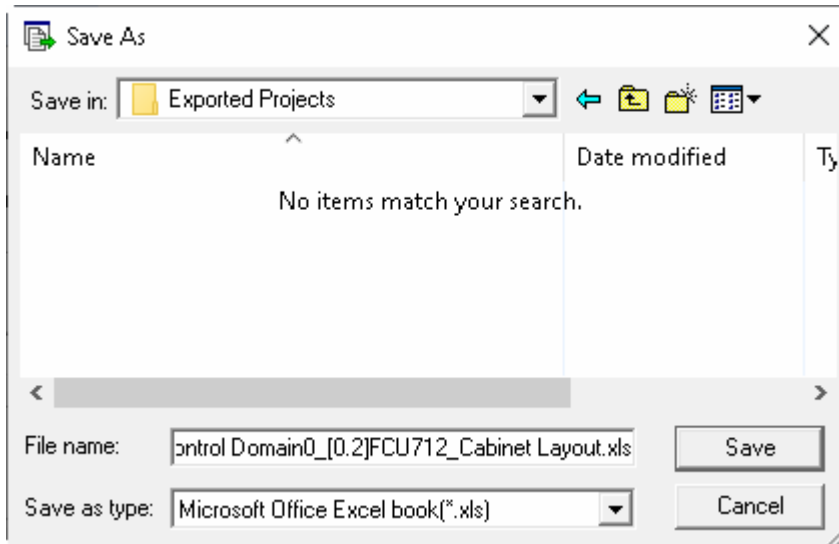 Save As
Save in: Exported Projects
Name Date modified Ty
No items match your search.
File name: ontrol Domain0_[0.2]FCU712_Cabinet Layout.xls Save
Save as type: Microsoft Office Excel book(*.xls) Cancel